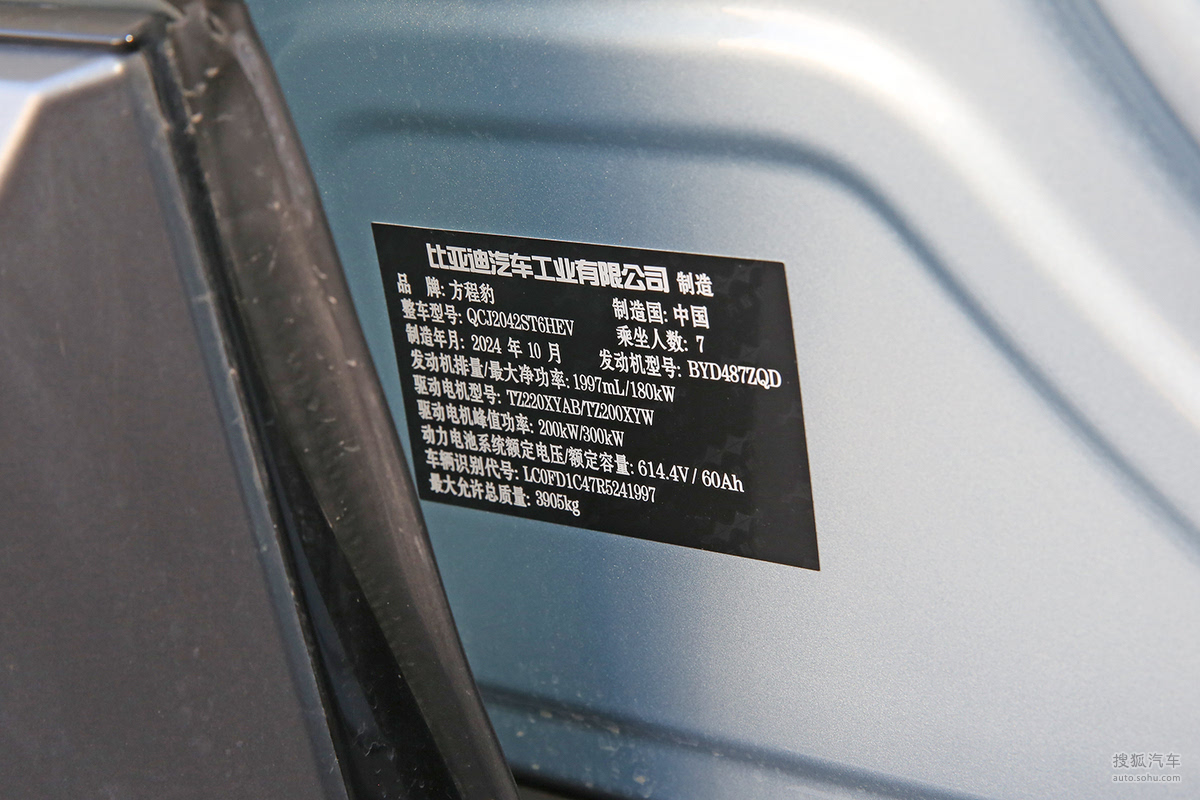 比亚迪汽车工业有限公司 制造
品 牌: 方程豹 制造国: 中国
整车型号: QCJ2042ST6HEV 乘坐人数: 7
制造年月: 2024 年 10 月 发动机型号: BYD487ZQD
发动机排量/最大净功率: 1997mL/180kW
驱动电机型号: TZ220XYAB/TZ200XYW
驱动电机峰值功率: 200kW/300kW
动力电池系统额定电压/额定容量: 614.4V / 60Ah
车辆识别代号: LC0FD1C47R5241997
最大允许总质量: 3905kg
搜狐汽车
auto.sohu.com